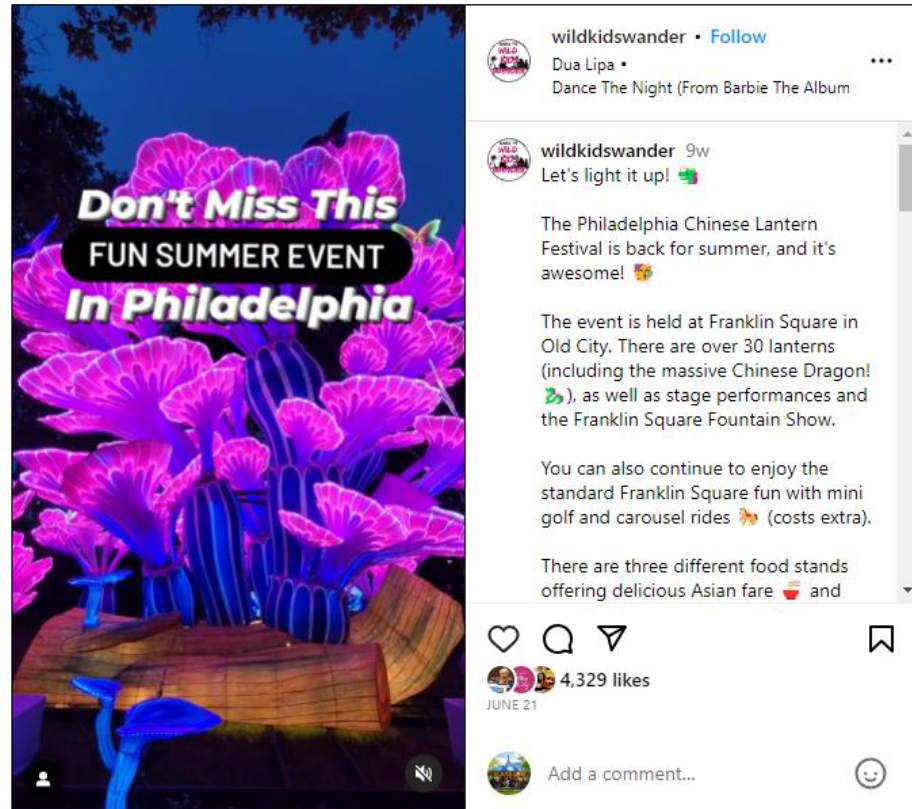 Don't Miss This
FUN SUMMER EVENT
In Philadelphia
wildkidswander • Follow
Dua Lipa •
Dance The Night (From Barbie The Album
wildkidswander 9w
Let's light it up!
The Philadelphia Chinese Lantern
Festival is back for summer, and it's
awesome!
The event is held at Franklin Square in
Old City. There are over 30 lanterns
(including the massive Chinese Dragon!
), as well as stage performances and
the Franklin Square Fountain Show.
You can also continue to enjoy the
standard Franklin Square fun with mini
golf and carousel rides (costs extra).
There are three different food stands
offering delicious Asian fare and
4,329 likes
JUNE 21
Add a comment...